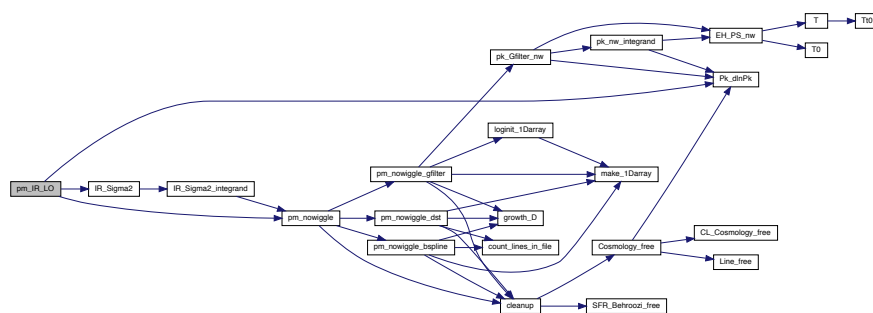 pm_IR_LO
IR_Sigma2
IR_Sigma2_integrand
pm_nowiggle
pm_nowiggle_gfilter
pm_nowiggle_dst
pm_nowiggle_bspline
pk_Gfilter_nw
loginit_1Darray
growth_D
count_lines_in_file
cleanup
pk_nw_integrand
make_1Darray
Cosmology_free
SFR_Behroozi_free
EH_PS_nw
Pk_dlnPk
CL_Cosmology_free
Line_free
T
T0
Tt0